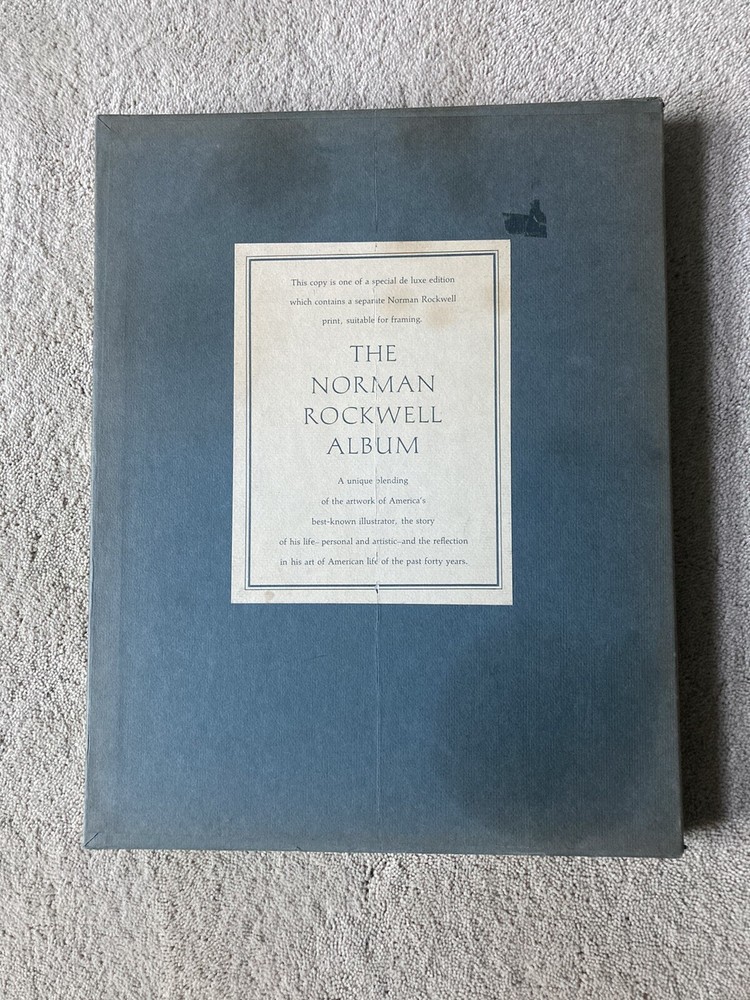 This copy is one of a special de luxe edition
which contains a separate Norman Rockwell
print, suitable for framing.
THE
NORMAN
ROCKWELL
ALBUM
A unique blending
of the artwork of America's
best-known illustrator, the story
of his life–personal and artistic–and the reflection
in his art of American life of the past forty years.